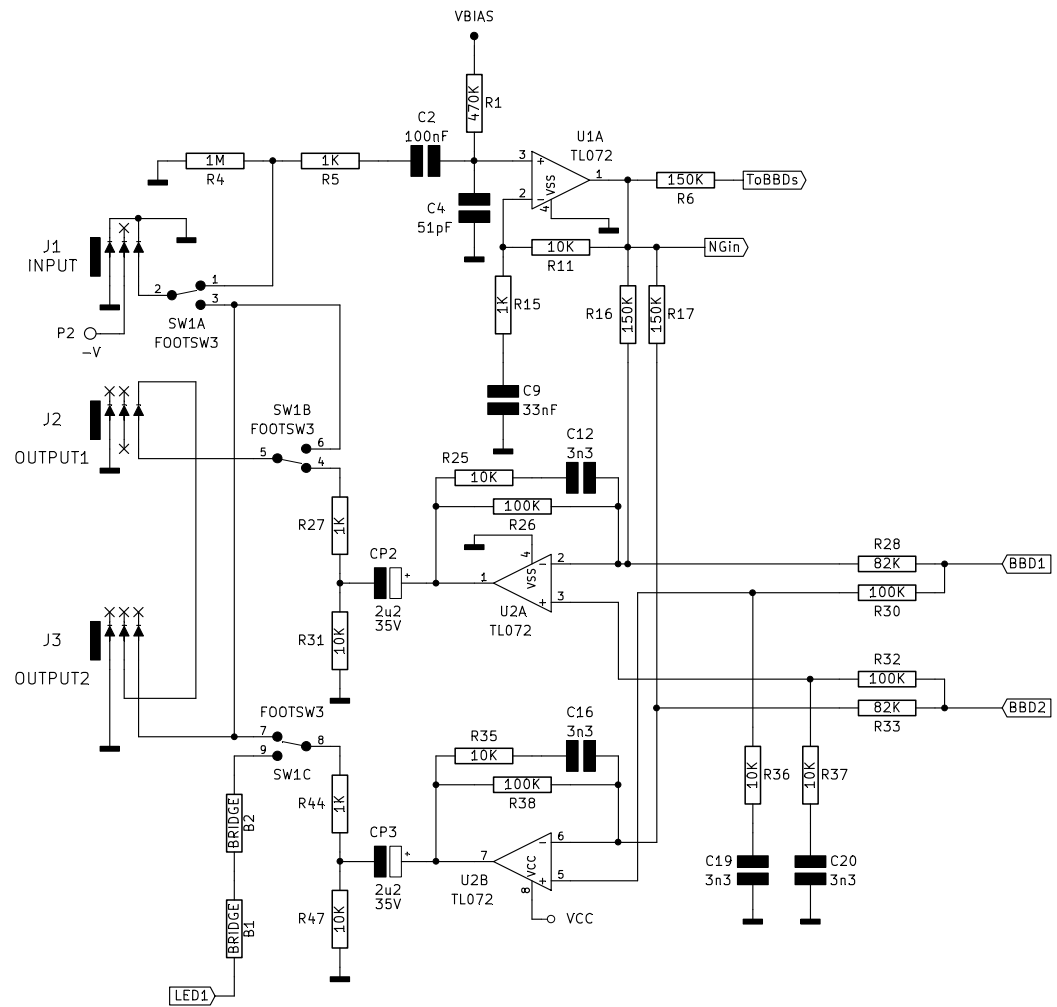 VBIAS
470K
R1
C2
100nF
U1A
TL072
3
+
1
2
−
4
VSS
1M
R4
1K
R5
C4
51pF
150K
R6
ToBBDs
J1
INPUT
10K
R11
NGin
1
2
3
SW1A
FOOTSW3
P2
−V
1K
R15
R16
150K
150K
R17
C9
33nF
J2
OUTPUT1
SW1B
FOOTSW3
6
5
4
C12
3n3
R25
10K
100K
R26
R27
1K
CP2
+
2u2
35V
4
VSS
1
2
−
+
3
U2A
TL072
R28
82K
BBD1
100K
R30
R31
10K
J3
OUTPUT2
R32
100K
82K
R33
BBD2
FOOTSW3
7
8
9
SW1C
C16
3n3
R35
10K
100K
R38
R44
1K
10K
R36
10K
R37
BRIDGE
B2
CP3
+
2u2
35V
7
6
−
+
5
VCC
8
U2B
TL072
VCC
C19
3n3
C20
3n3
R47
10K
BRIDGE
B1
LED1